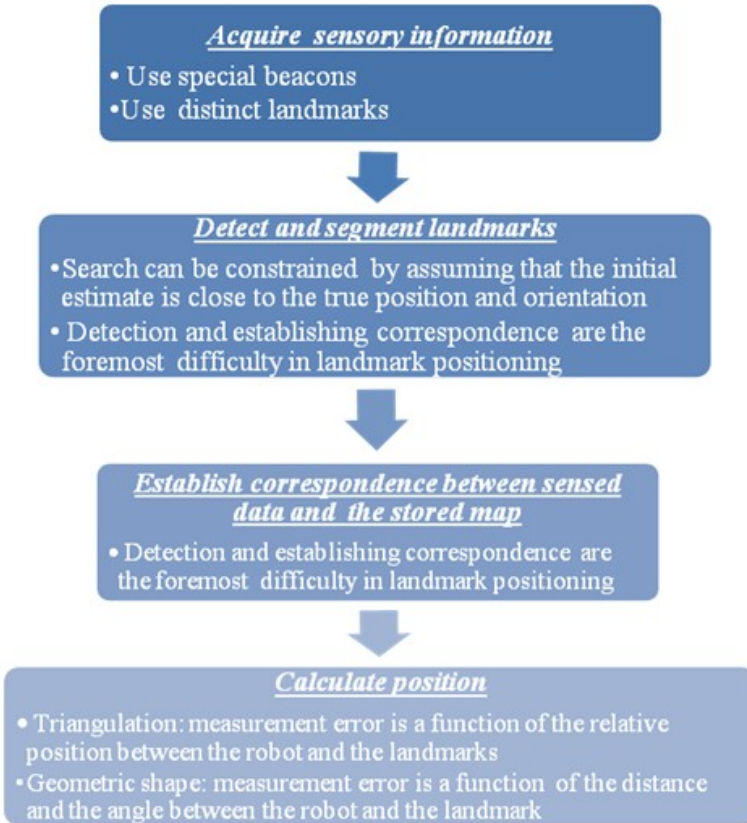 Acquire sensory information
• Use special beacons
•Use distinct landmarks
Detect and segment landmarks
•Search can be constrained by assuming that the initial
estimate is close to the true position and orientation
• Detection and establishing correspondence are the
foremost difficulty in landmark positioning
Establish correspondence between sensed
data and the stored map
• Detection and establishing correspondence are
the foremost difficulty in landmark positioning
Calculate position
• Triangulation: measurement error is a function of the relative
position between the robot and the landmarks
•Geometric shape: measurement error is a function of the distance
and the angle between the robot and the landmark